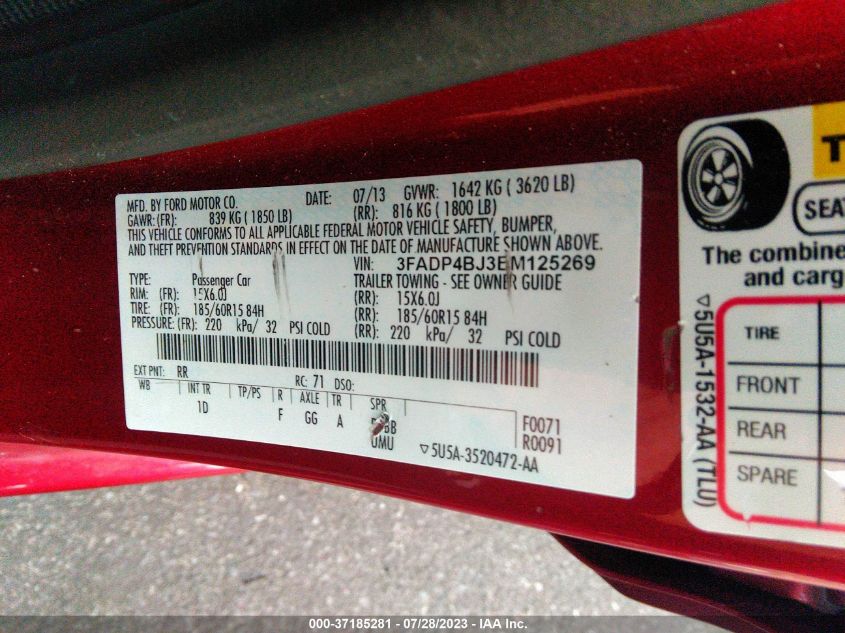 MFD. BY FORD MOTOR CO. DATE: 07/13 GVWR: 1642 KG ( 3620 LB)
GAWR: (FR): 839 KG ( 1850 LB) (RR): 816 KG ( 1800 LB)
THIS VEHICLE CONFORMS TO ALL APPLICABLE FEDERAL MOTOR VEHICLE SAFETY, BUMPER,
AND THEFT PREVENTION STANDARDS IN EFFECT ON THE DATE OF MANUFACTURE SHOWN ABOVE.
VIN: 3FADP4BJ3EM125269
TYPE: Passenger Car TRAILER TOWING - SEE OWNER GUIDE
RIM: (FR): 15X6.0J (RR): 15X6.0J
TIRE: (FR): 185/60R15 84H (RR): 185/60R15 84H
PRESSURE: (FR): 220 kPa/ 32 PSI COLD (RR): 220 kPa/ 32 PSI COLD
EXT PNT: RR RC: 71 DSO:
WB INT TR TP/PS R AXLE TR SPR
1D F GG A BB F0071
UMU R0091
▽5U5A-3520472-AA
T
SEAT
The combine
and carg
▽5U5A-1532-AA (TLU)
TIRE
FRONT
REAR
SPARE
000-37185281 - 07/28/2023 - IAA Inc.